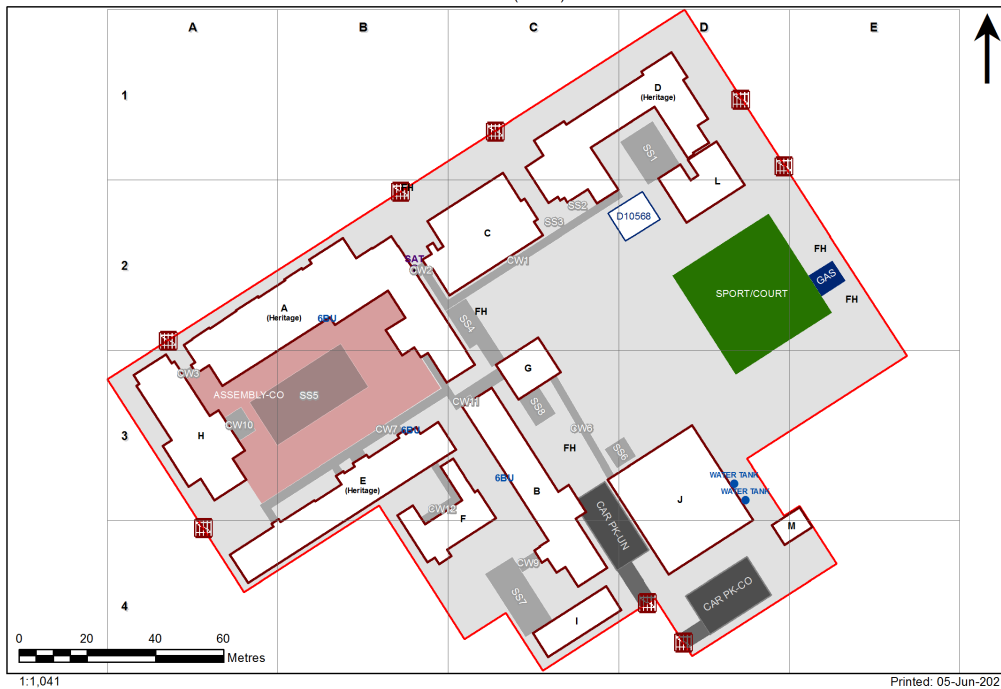 A
B
C
D
E
1
D
(Heritage)
SS1
L
FH
SS2
SS3
D10568
C
2
SAT
CW2
CW1
FH
GAS
FH
SPORT/COURT
A
(Heritage)
6BU
FH
SS4
G
CW3
ASSEMBLY-CO
SS5
CW11
SS8
CW10
CW7
6BU
CW6
3
H
FH
SS6
E
(Heritage)
6BU
B
J
WATER TANK
WATER TANK
CW12
F
CAR PK-UN
M
CW9
SS7
CAR PK-CO
4
I
0
20
40
60
Metres
1:1,041
Printed: 05-Jun-202